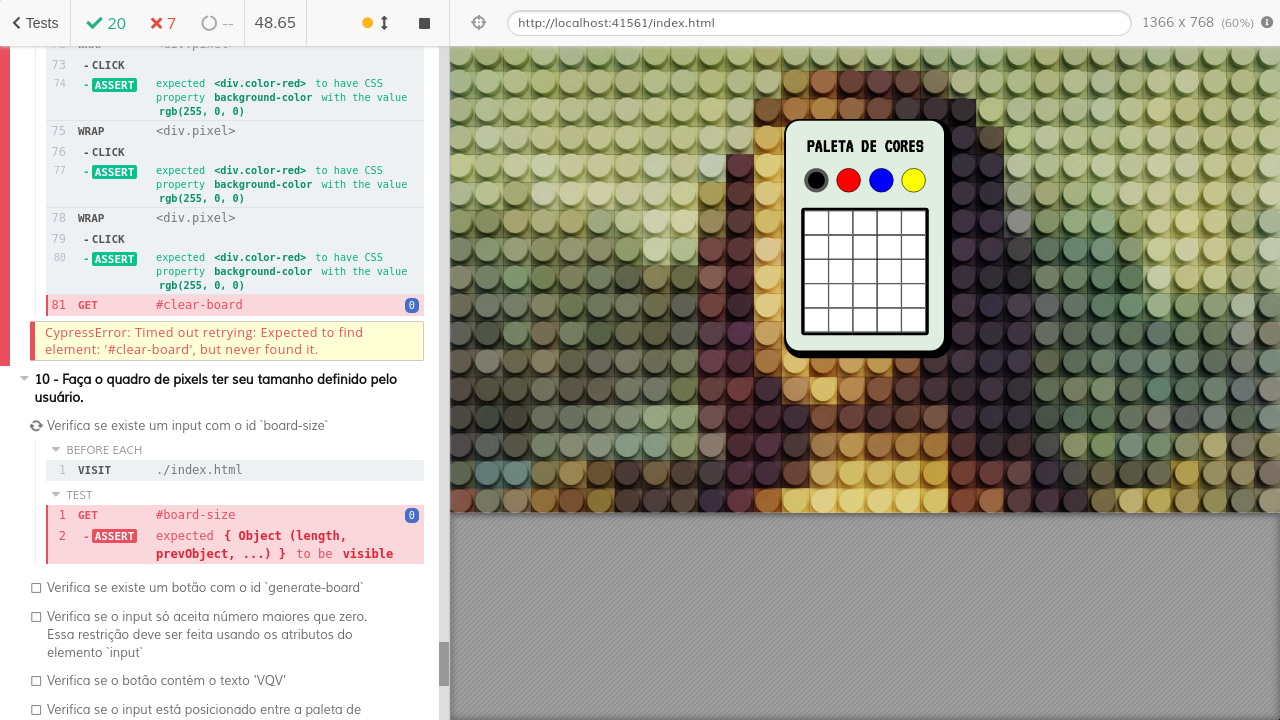 Tests
20
7
--
48.65
http://localhost:41561/index.html
1366 x 768 (60%)
<div.pixel>
73 -CLICK
74 -ASSERT expected <div.color-red> to have CSS
property background-color with the value
rgb(255, 0, 0)
75 WRAP <div.pixel>
76 -CLICK
77 -ASSERT expected <div.color-red> to have CSS
property background-color with the value
rgb(255, 0, 0)
78 WRAP <div.pixel>
79 -CLICK
80 -ASSERT expected <div.color-red> to have CSS
property background-color with the value
rgb(255, 0, 0)
81 GET #clear-board 0
CypressError: Timed out retrying: Expected to find
element: '#clear-board', but never found it.
10 - Faça o quadro de pixels ter seu tamanho definido pelo
usuário.
Verifica se existe um input com o id `board-size`
BEFORE EACH
1 VISIT ./index.html
TEST
1 GET #board-size 0
2 -ASSERT expected { Object (length,
prevObject, ...) } to be visible
Verifica se existe um botão com o id `generate-board`
Verifica se o input só aceita número maiores que zero.
Essa restrição deve ser feita usando os atributos do
elemento `input`
Verifica se o botão contém o texto 'VQV'
Verifica se o input está posicionado entre a paleta de
PALETA DE CORES